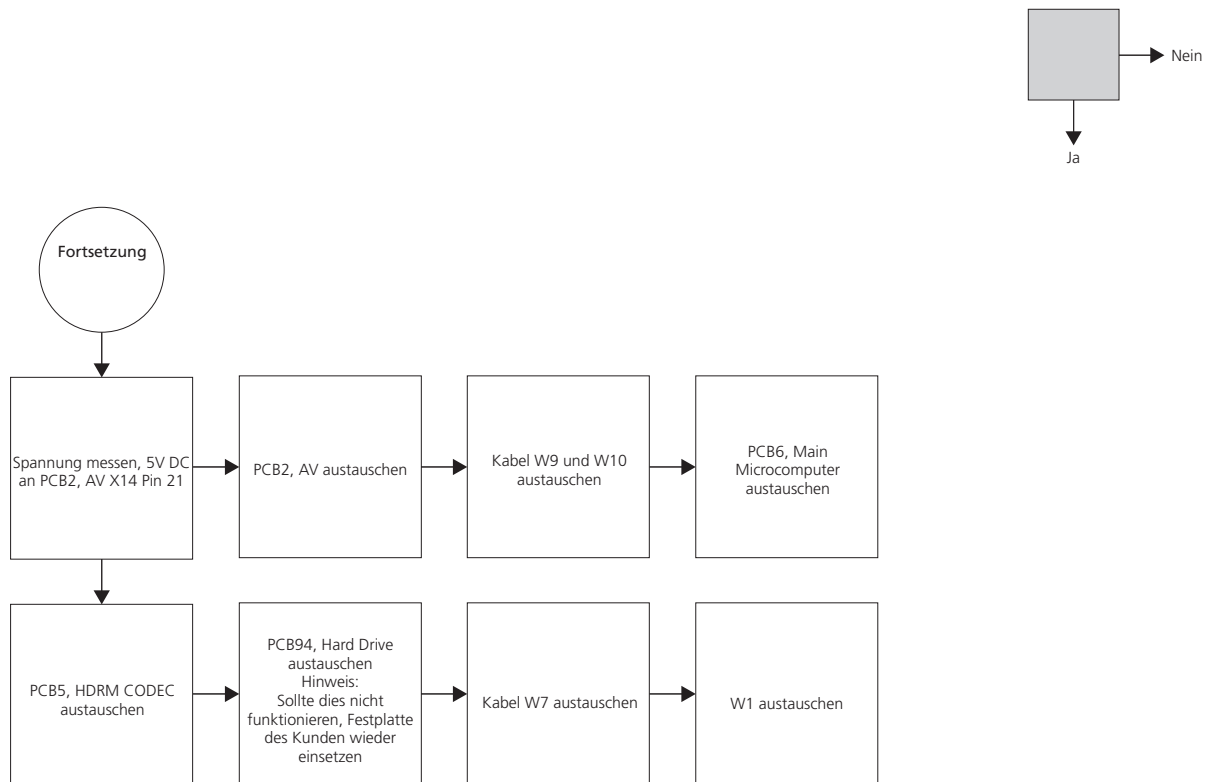 Nein
Ja
Fortsetzung
Spannung messen, 5V DC
an PCB2, AV X14 Pin 21
PCB2, AV austauschen
Kabel W9 und W10
austauschen
PCB6, Main
Microcomputer
austauschen
PCB5, HDRM CODEC
austauschen
PCB94, Hard Drive
austauschen
Hinweis:
Sollte dies nicht
funktionieren, Festplatte
des Kunden wieder
einsetzen
Kabel W7 austauschen
W1 austauschen